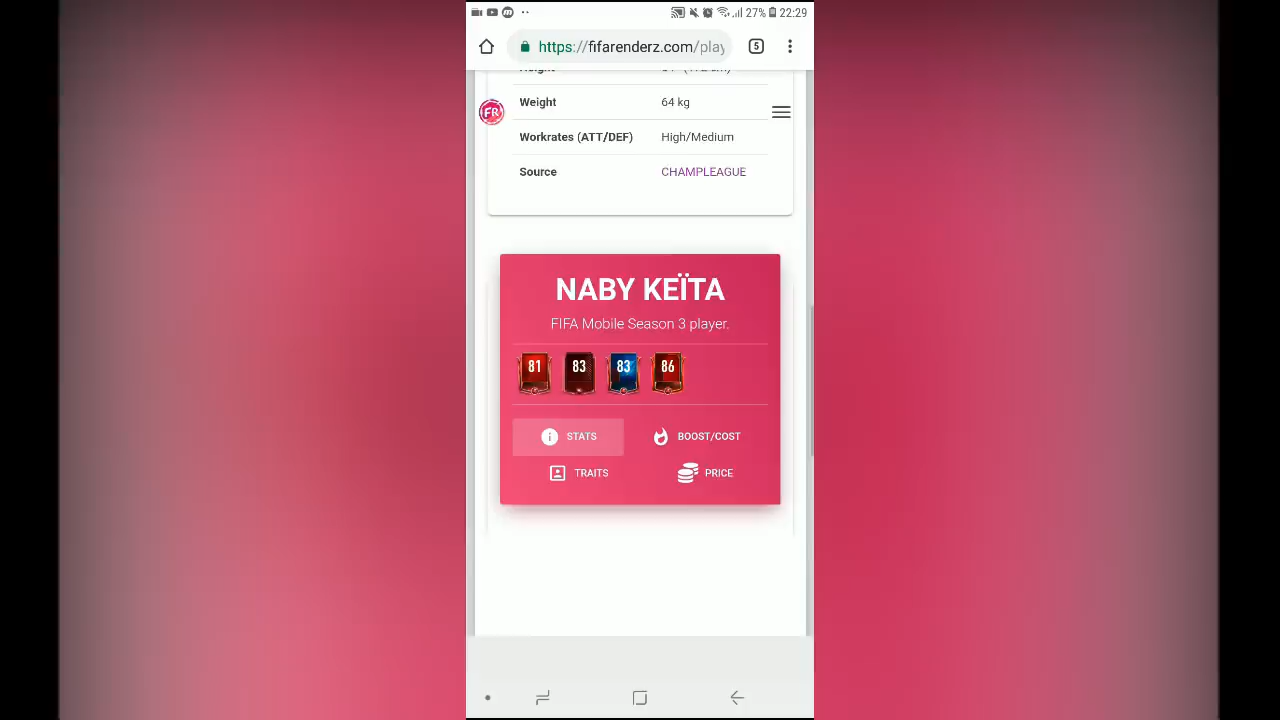 27% 22:29
https://fifarenderz.com/play
5
Weight 64 kg
FR
Workrates (ATT/DEF) High/Medium
Source CHAMPLEAGUE
NABY KEÏTA
FIFA Mobile Season 3 player.
81 83 83 86
STATS BOOST/COST
TRAITS PRICE